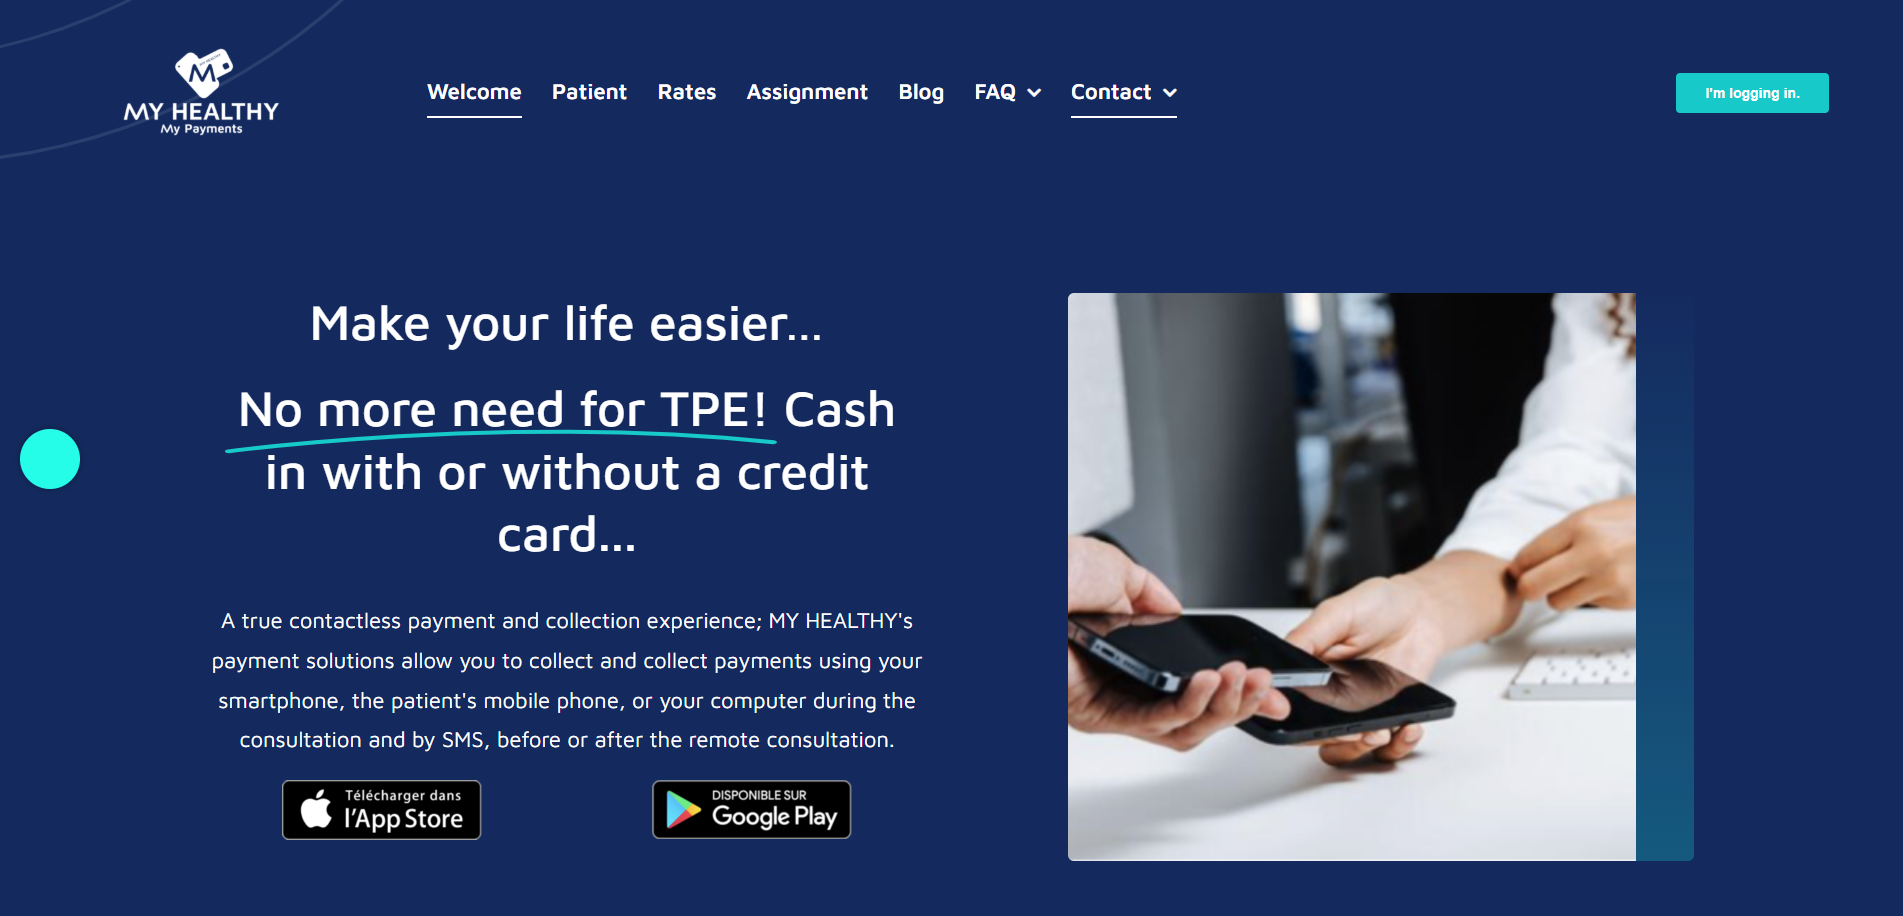 M
MY HEALTHY
My Payments
Welcome
Patient
Rates
Assignment
Blog
FAQ
Contact
I'm logging in.
Make your life easier...
No more need for TPE! Cash
in with or without a credit
card...
A true contactless payment and collection experience; MY HEALTHY's
payment solutions allow you to collect and collect payments using your
smartphone, the patient's mobile phone, or your computer during the
consultation and by SMS, before or after the remote consultation.
Télécharger dans
l'App Store
DISPONIBLE SUR
Google Play